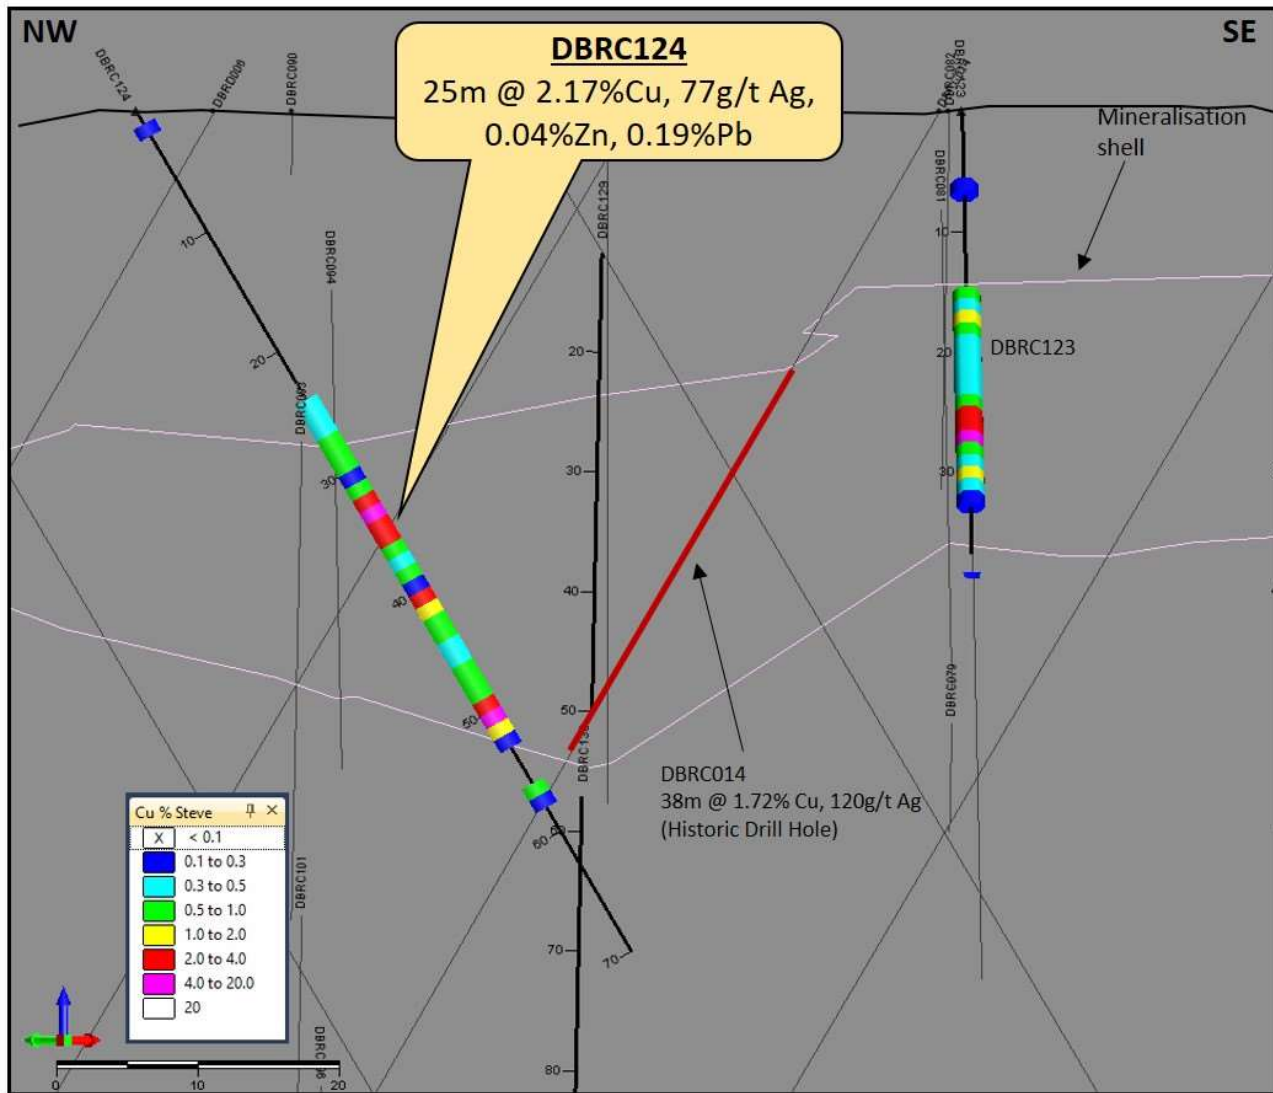 NW
SE
DBRC124
25m @ 2.17%Cu, 77g/t Ag,
0.04%Zn, 0.19%Pb
DBRC124
DBRD006
DBRC090
Mineralisation
shell
DBRC129
DBRC081
DBRC094
10
10
20
20
20
DBRC123
DBRC093
30
30
30
40
40
50
50
DBRC079
DBRC014
38m @ 1.72% Cu, 120g/t Ag
(Historic Drill Hole)
60
70
70
80
DBRC101
Cu % Steve
X < 0.1
0.1 to 0.3
0.3 to 0.5
0.5 to 1.0
1.0 to 2.0
2.0 to 4.0
4.0 to 20.0
20
0 10 20